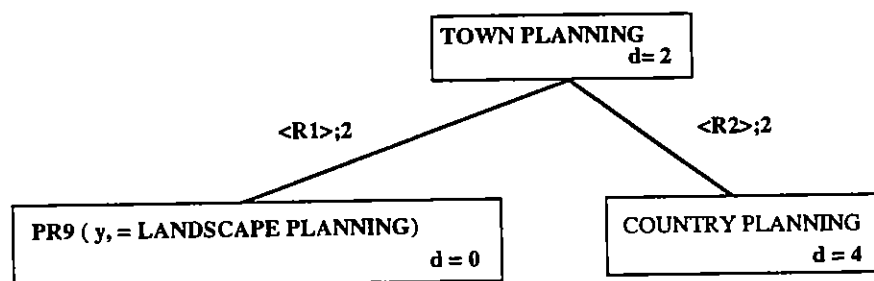 TOWN PLANNING
d= 2
<R1>;2
<R2>;2
PR9 ( y, = LANDSCAPE PLANNING)
d = 0
COUNTRY PLANNING
d = 4